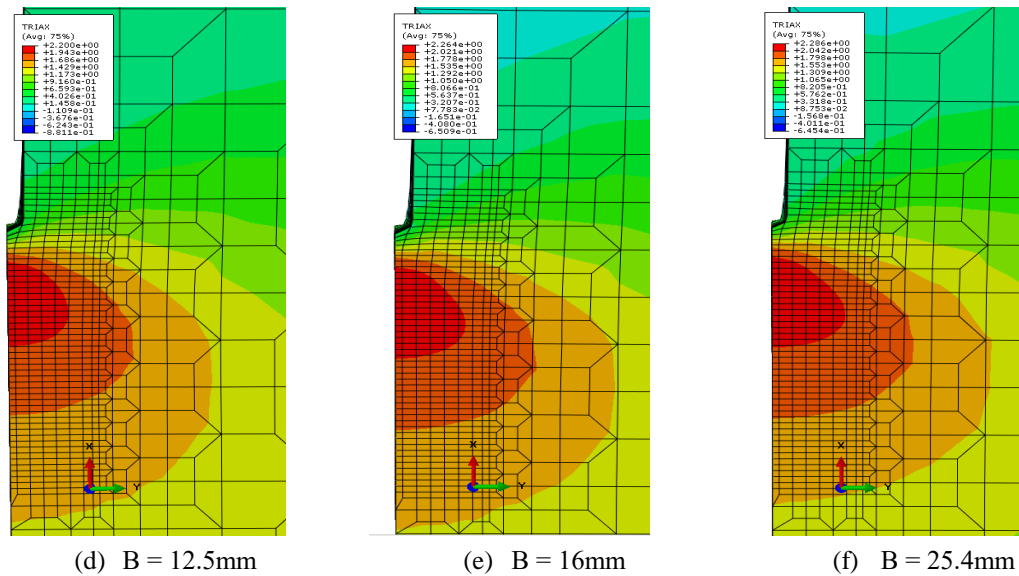 TRIAX
(Avg: 75%)
+2.200e+00
+1.943e+00
+1.686e+00
+1.429e+00
+1.173e+00
+9.160e-01
+6.593e-01
+4.026e-01
+1.458e-01
-1.109e-01
-3.676e-01
-6.243e-01
-8.811e-01
X
Y
(d) B = 12.5mm
TRIAX
(Avg: 75%)
+2.264e+00
+2.021e+00
+1.778e+00
+1.535e+00
+1.292e+00
+1.050e+00
+8.066e-01
+5.637e-01
+3.207e-01
+7.783e-02
-1.651e-01
-4.080e-01
-6.509e-01
X
Y
(e) B = 16mm
TRIAX
(Avg: 75%)
+2.286e+00
+2.042e+00
+1.798e+00
+1.553e+00
+1.309e+00
+1.065e+00
+8.205e-01
+5.762e-01
+3.318e-01
+8.753e-02
-1.568e-01
-4.011e-01
-6.454e-01
X
Y
(f) B = 25.4mm